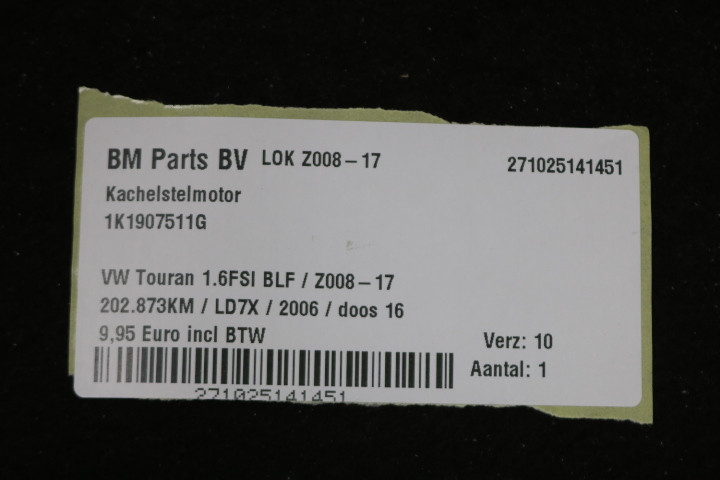 BM Parts BV LOK Z008-17 271025141451
Kachelstelmotor
1K1907511G
VW Touran 1.6FSI BLF / Z008-17
202.873KM / LD7X / 2006 / doos 16
9,95 Euro incl BTW
Verz: 10
Aantal: 1
271025141451